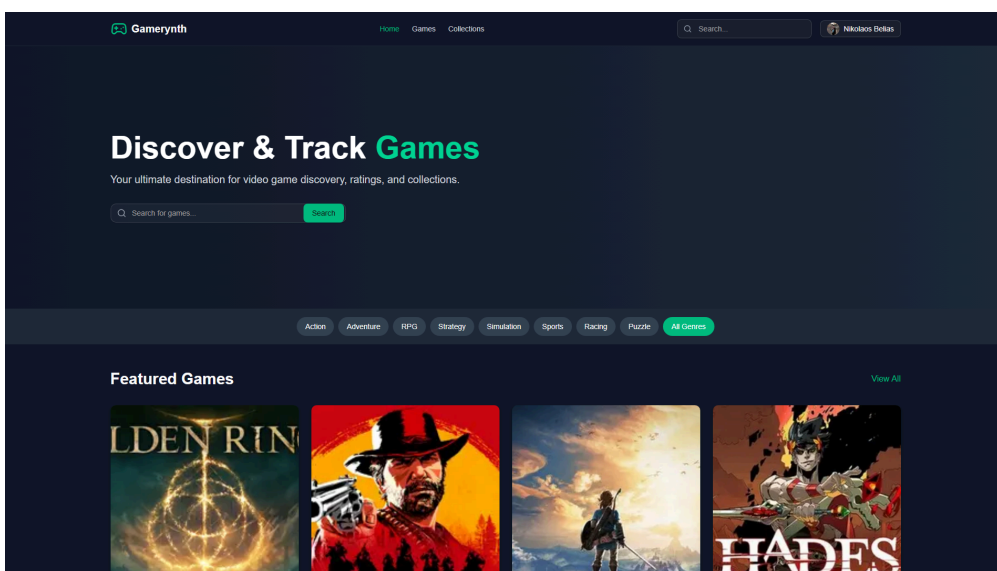 Gamerynth
Home Games Collections
Search...
Nikolaos Belias
Discover & Track Games
Your ultimate destination for video game discovery, ratings, and collections.
Search for games...
Search
Action Adventure RPG Strategy Simulation Sports Racing Puzzle All Genres
Featured Games
View All
LDEN RIN
HADES